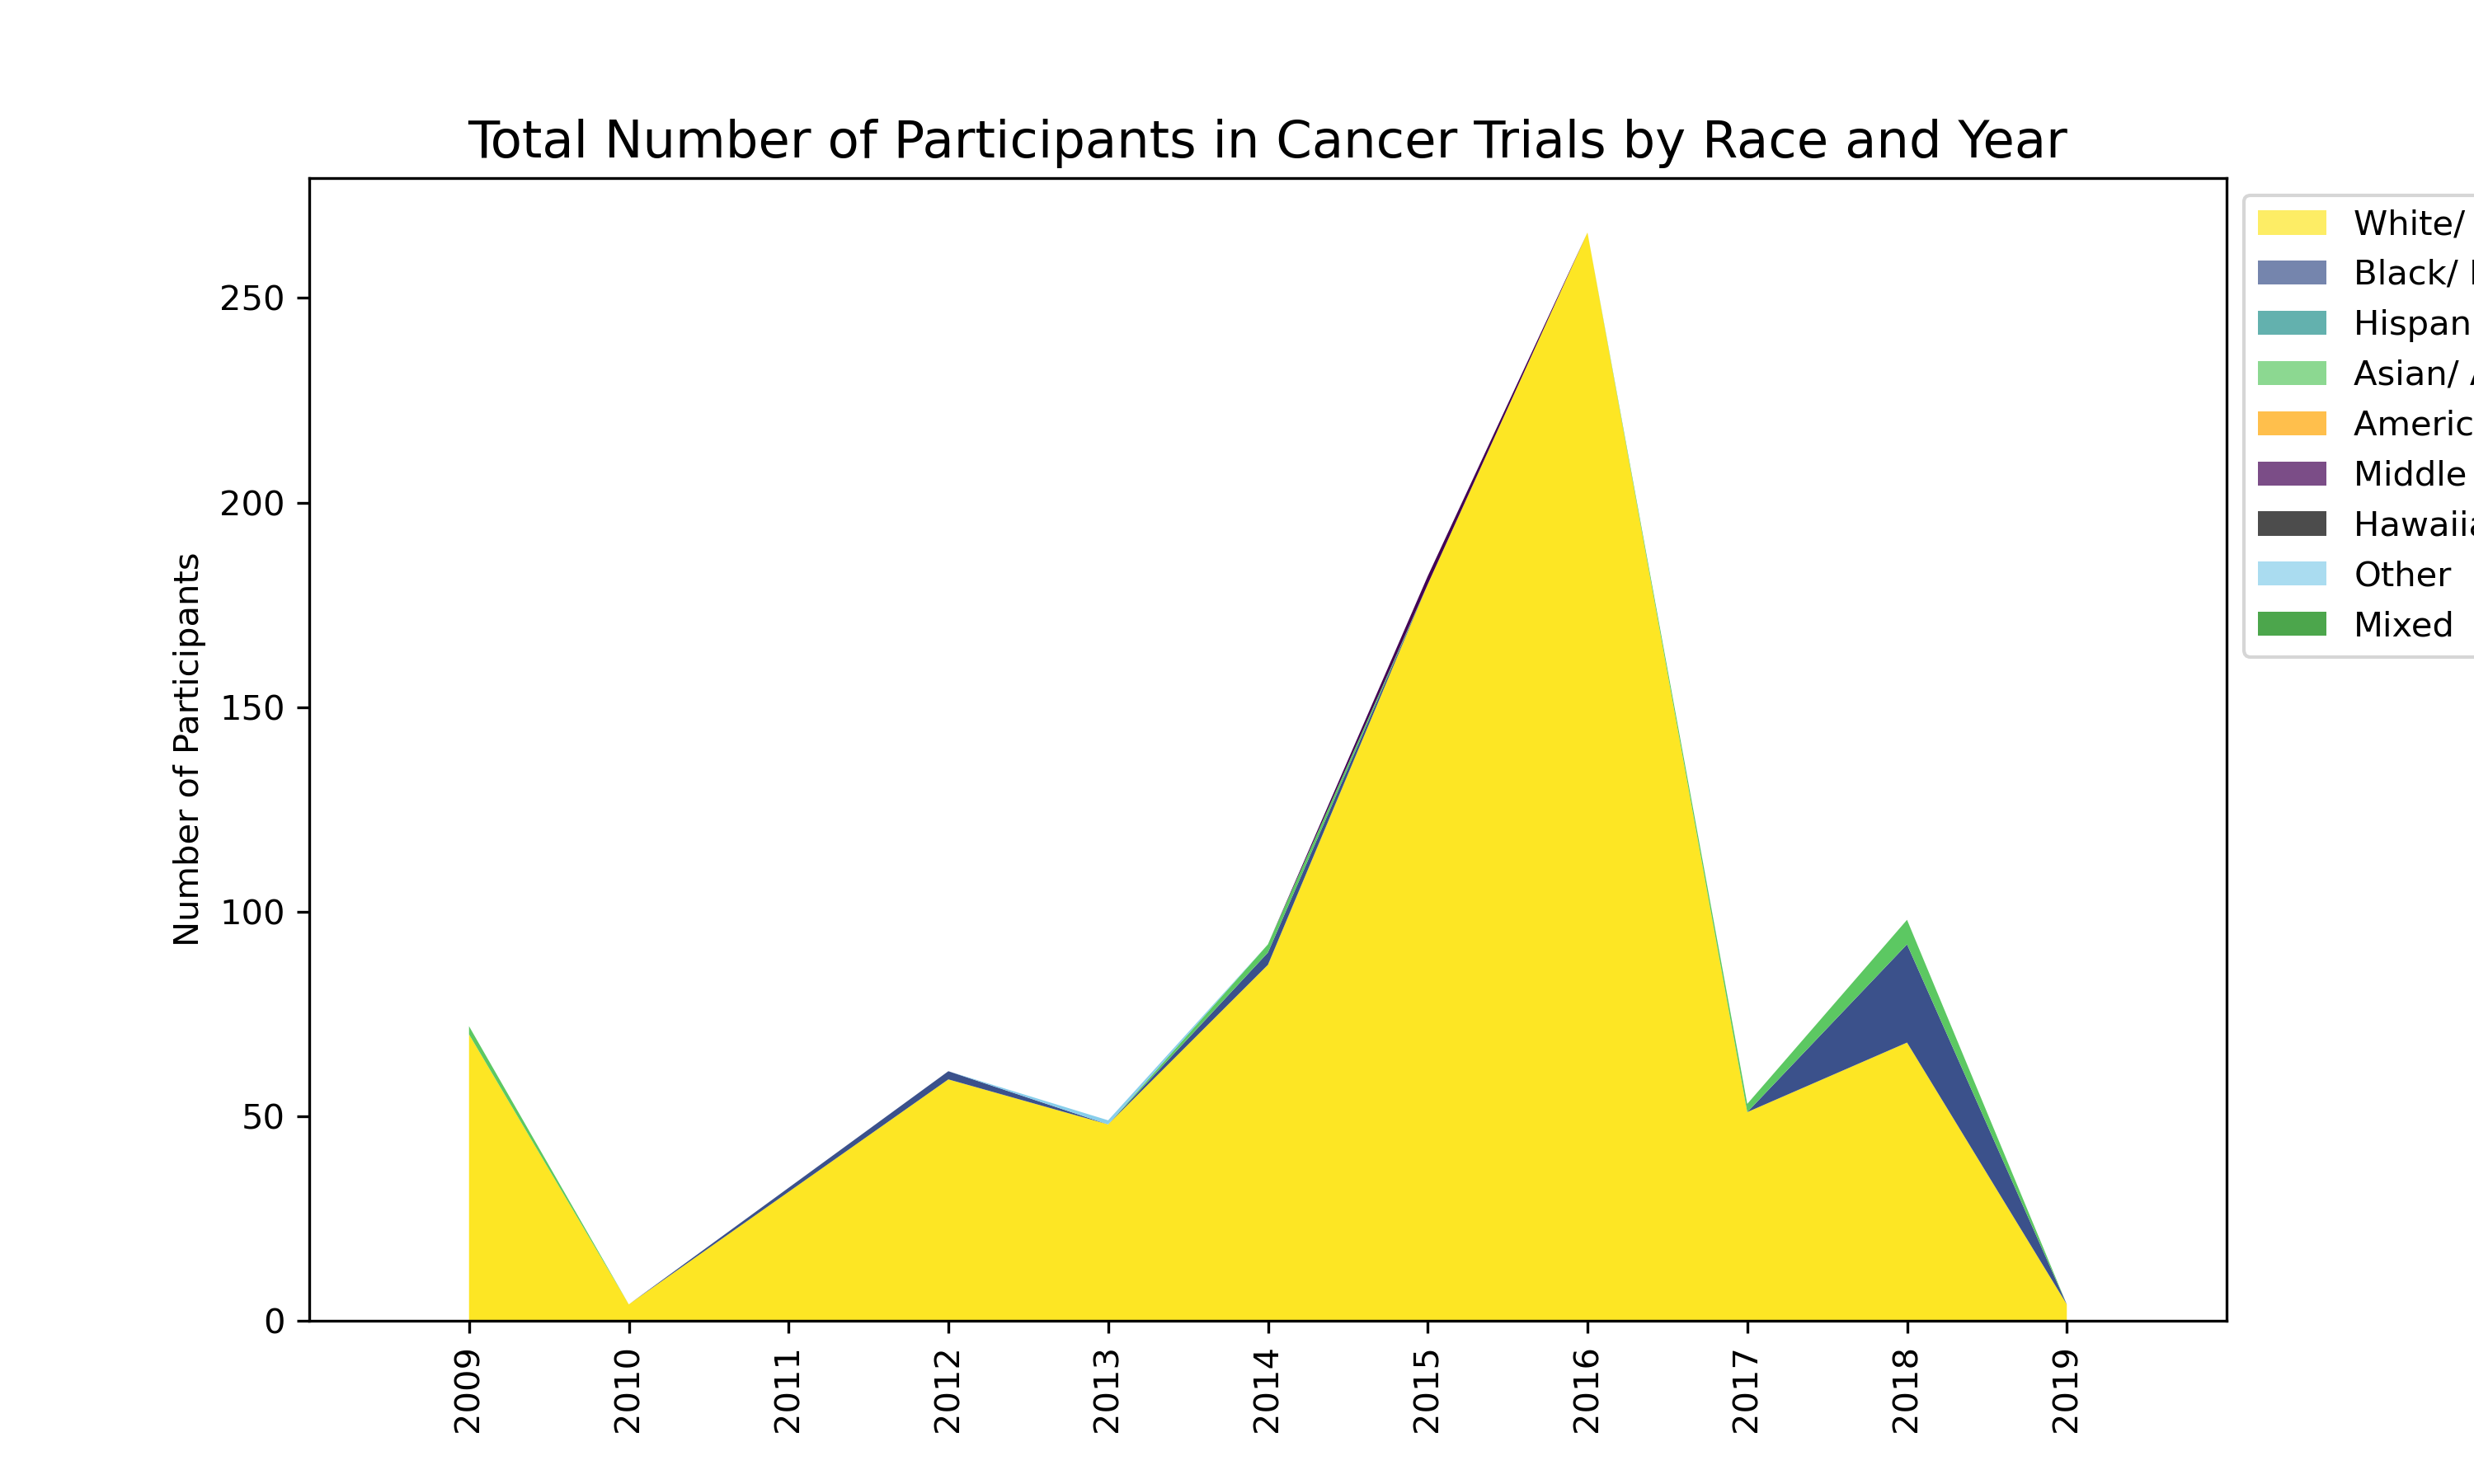 Total Number of Participants in Cancer Trials by Race and Year
Number of Participants
250
200
150
100
50
0
2009
2010
2011
2012
2013
2014
2015
2016
2017
2018
2019
White/
Black/
Hispan
Asian/
Americ
Middle
Hawaii
Other
Mixed